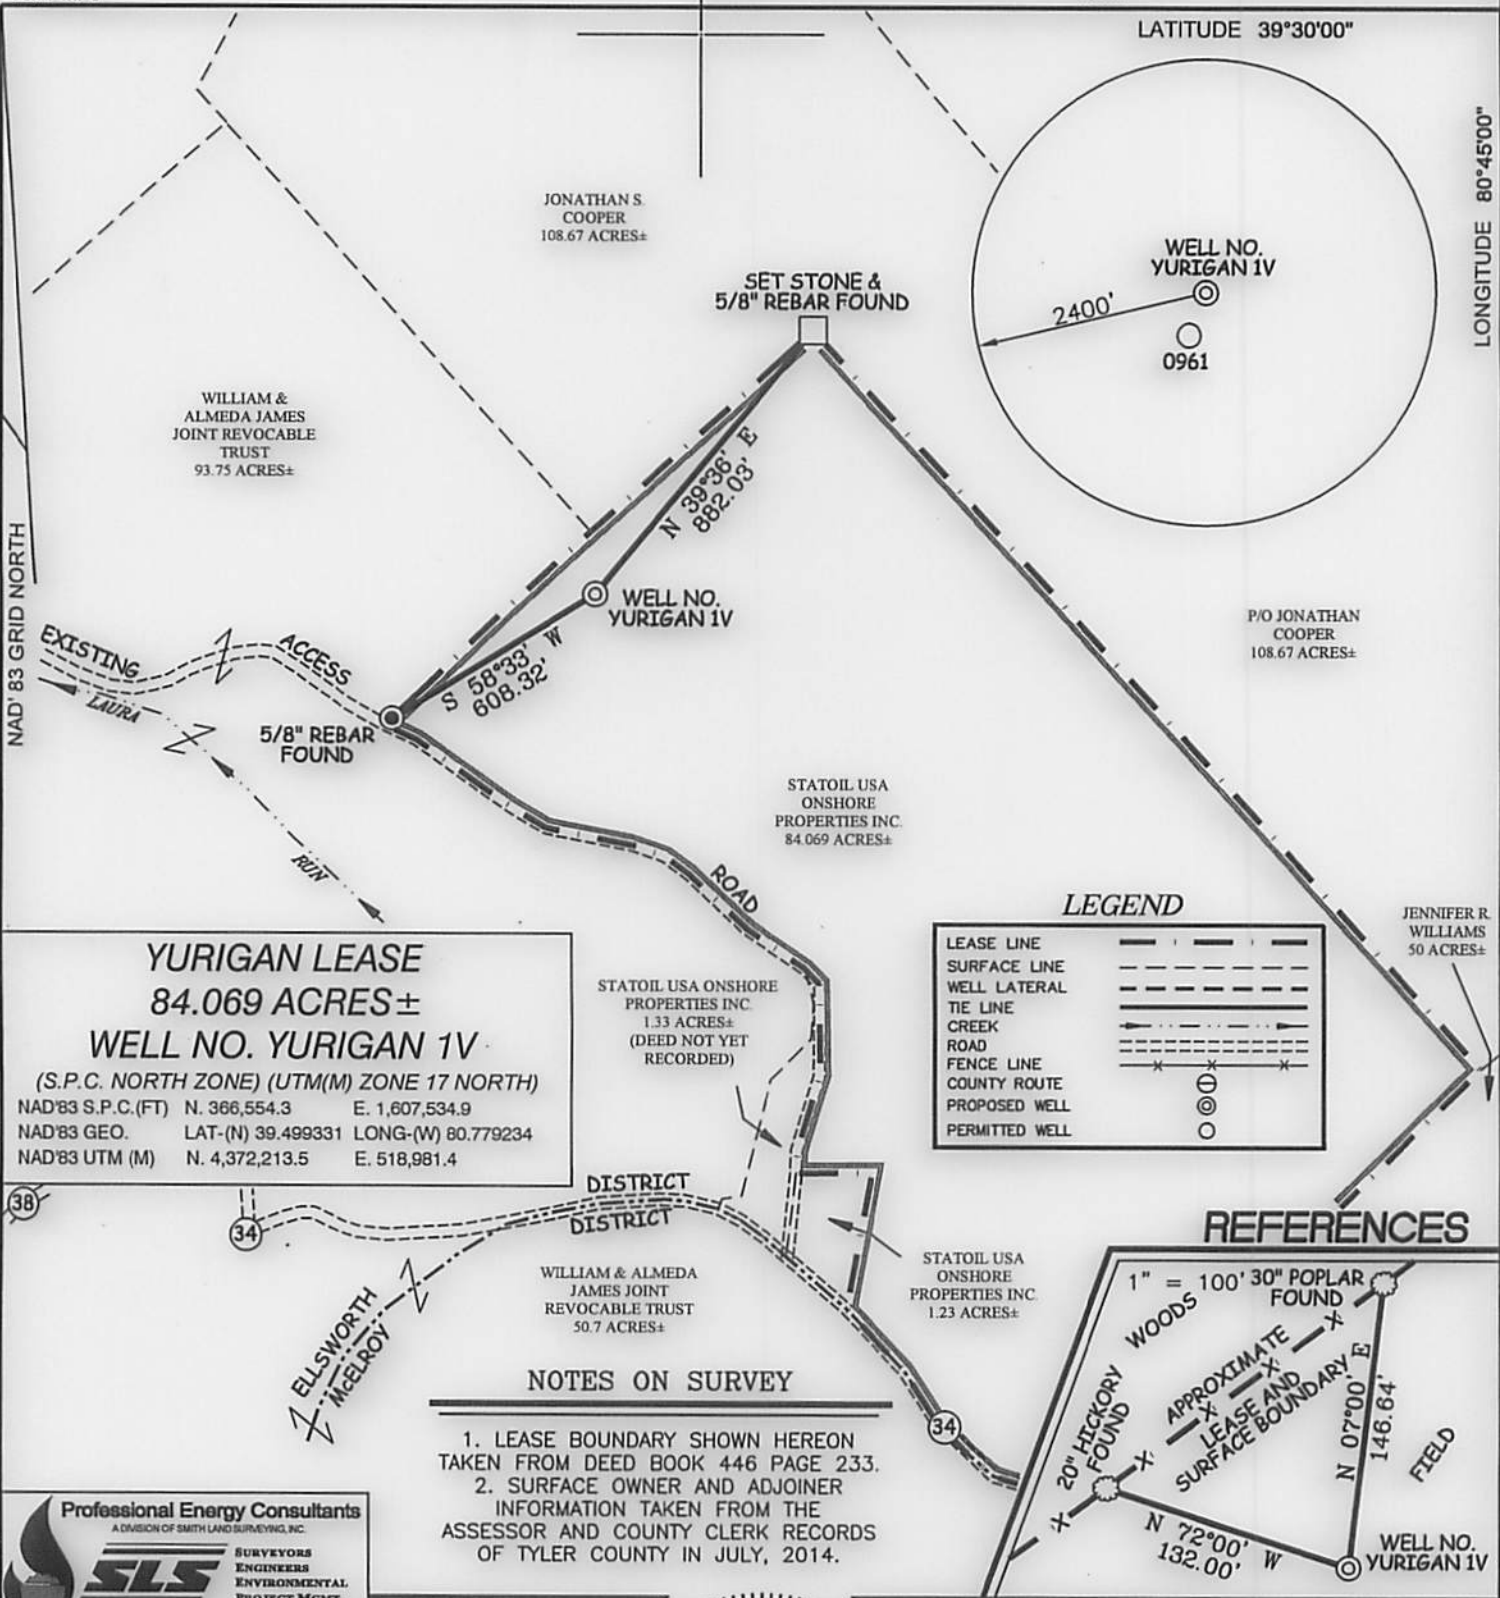 LATITUDE 39°30'00"
LONGITUDE 80°45'00"
JONATHAN S.
COOPER
108.67 ACRES±
WELL NO.
YURIGAN 1V
2400'
0961
SET STONE &
5/8" REBAR FOUND
WILLIAM &
ALMEDA JAMES
JOINT REVOCABLE
TRUST
93.75 ACRES±
N 39°36' E
882.03'
NAD' 83 GRID NORTH
WELL NO.
YURIGAN 1V
P/O JONATHAN
COOPER
108.67 ACRES±
EXISTING
ACCESS
S 58°33' W
608.32'
LAURA
5/8" REBAR
FOUND
STATOIL USA
ONSHORE
PROPERTIES INC.
84.069 ACRES±
RUN
ROAD
LEGEND
LEASE LINE
SURFACE LINE
WELL LATERAL
TIE LINE
CREEK
ROAD
FENCE LINE
COUNTY ROUTE
PROPOSED WELL
PERMITTED WELL
JENNIFER R.
WILLIAMS
50 ACRES±
YURIGAN LEASE
84.069 ACRES±
WELL NO. YURIGAN 1V
(S.P.C. NORTH ZONE) (UTM(M) ZONE 17 NORTH)
NAD'83 S.P.C.(FT) N. 366,554.3 E. 1,607,534.9
NAD'83 GEO. LAT-(N) 39.499331 LONG-(W) 80.779234
NAD'83 UTM (M) N. 4,372,213.5 E. 518,981.4
STATOIL USA ONSHORE
PROPERTIES INC.
1.33 ACRES±
(DEED NOT YET
RECORDED)
38
34
DISTRICT
DISTRICT
ELLSWORTH
McELROY
WILLIAM & ALMEDA
JAMES JOINT
REVOCABLE TRUST
50.7 ACRES±
STATOIL USA
ONSHORE
PROPERTIES INC.
1.23 ACRES±
34
NOTES ON SURVEY
1. LEASE BOUNDARY SHOWN HEREON
TAKEN FROM DEED BOOK 446 PAGE 233.
2. SURFACE OWNER AND ADJOINER
INFORMATION TAKEN FROM THE
ASSESSOR AND COUNTY CLERK RECORDS
OF TYLER COUNTY IN JULY, 2014.
REFERENCES
1" = 100'
30" POPLAR
FOUND
WOODS
APPROXIMATE
LEASE AND
SURFACE BOUNDARY
20" HICKORY
FOUND
N 07°00' E
146.64'
FIELD
N 72°00' W
132.00'
WELL NO.
YURIGAN 1V
Professional Energy Consultants
A DIVISION OF SMITH LAND SURVEYING, INC.
SLS
SURVEYORS
ENGINEERS
ENVIRONMENTAL
PROJECT MGMT.